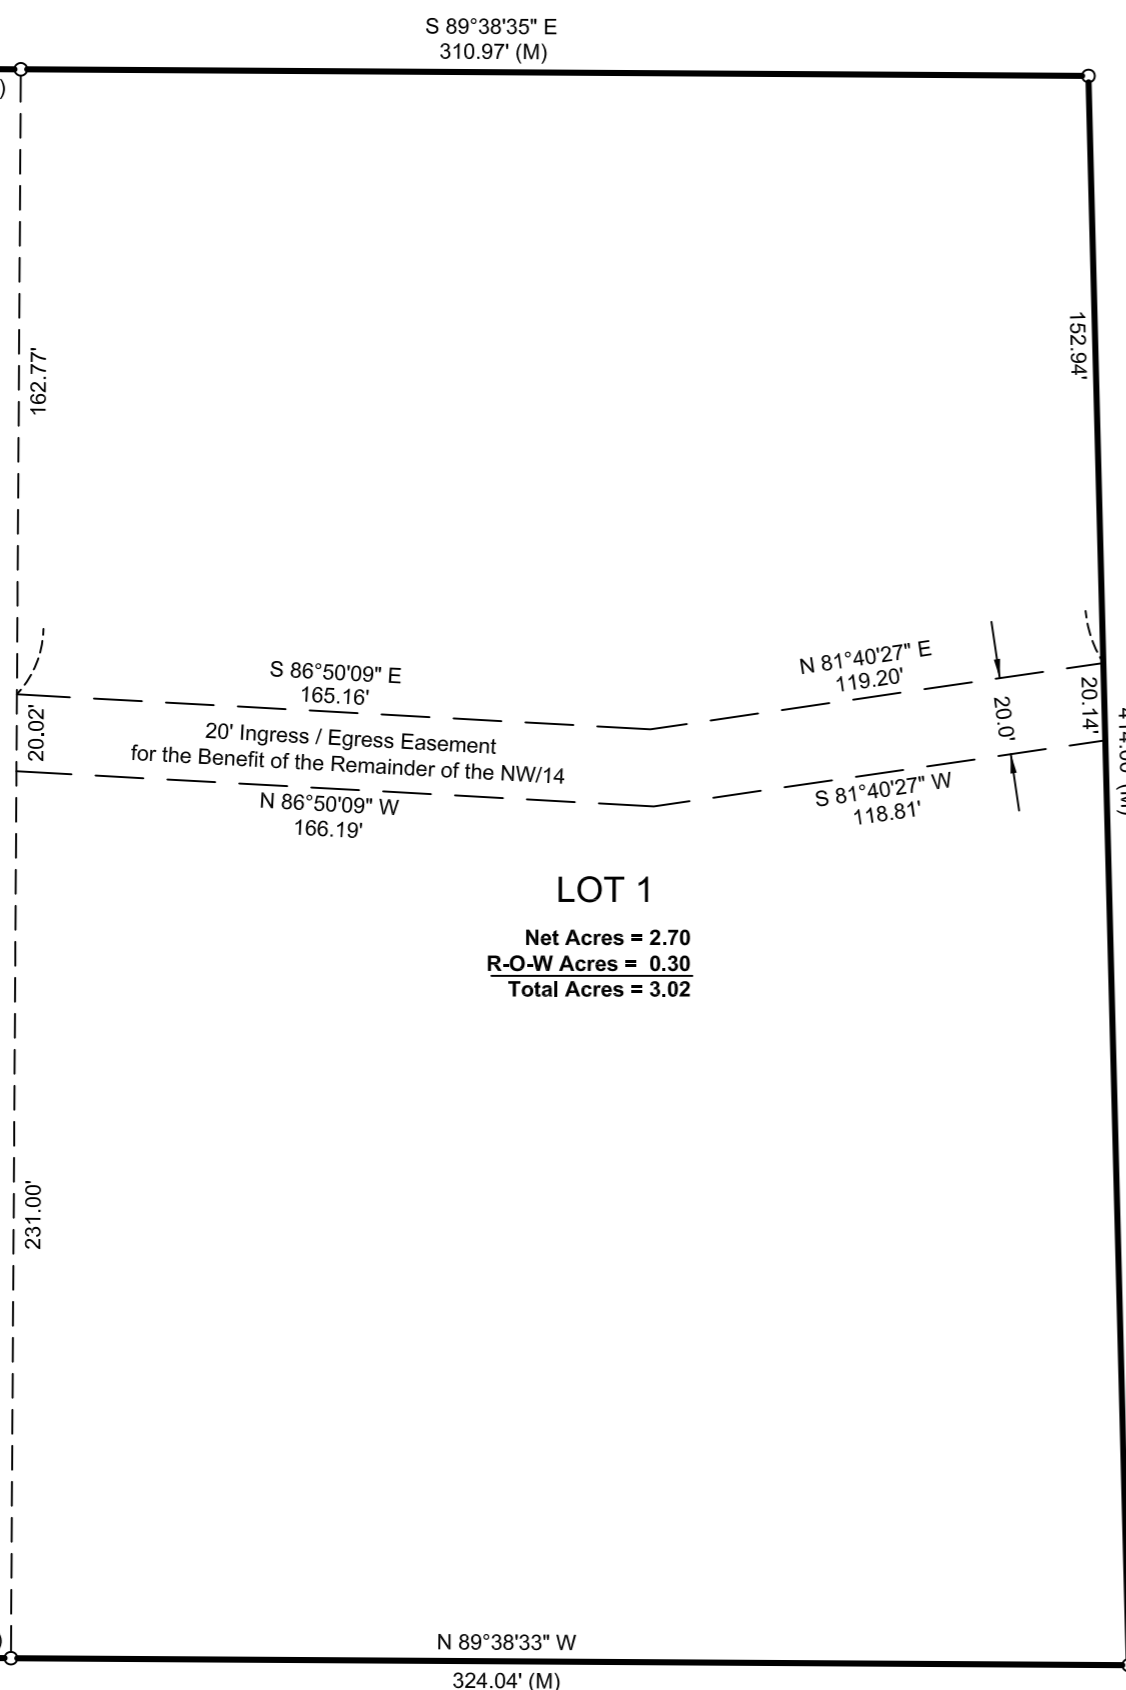 S 89°38'35" E
310.97' (M)
)
162.77'
152.94'
S 86°50'09" E
165.16'
N 81°40'27" E
119.20'
20.02'
20' Ingress / Egress Easement
for the Benefit of the Remainder of the NW/14
20.0'
20.14'
N 86°50'09" W
166.19'
S 81°40'27" W
118.81'
LOT 1
Net Acres = 2.70
R-O-W Acres = 0.30
Total Acres = 3.02
231.00'
)
N 89°38'33" W
324.04' (M)